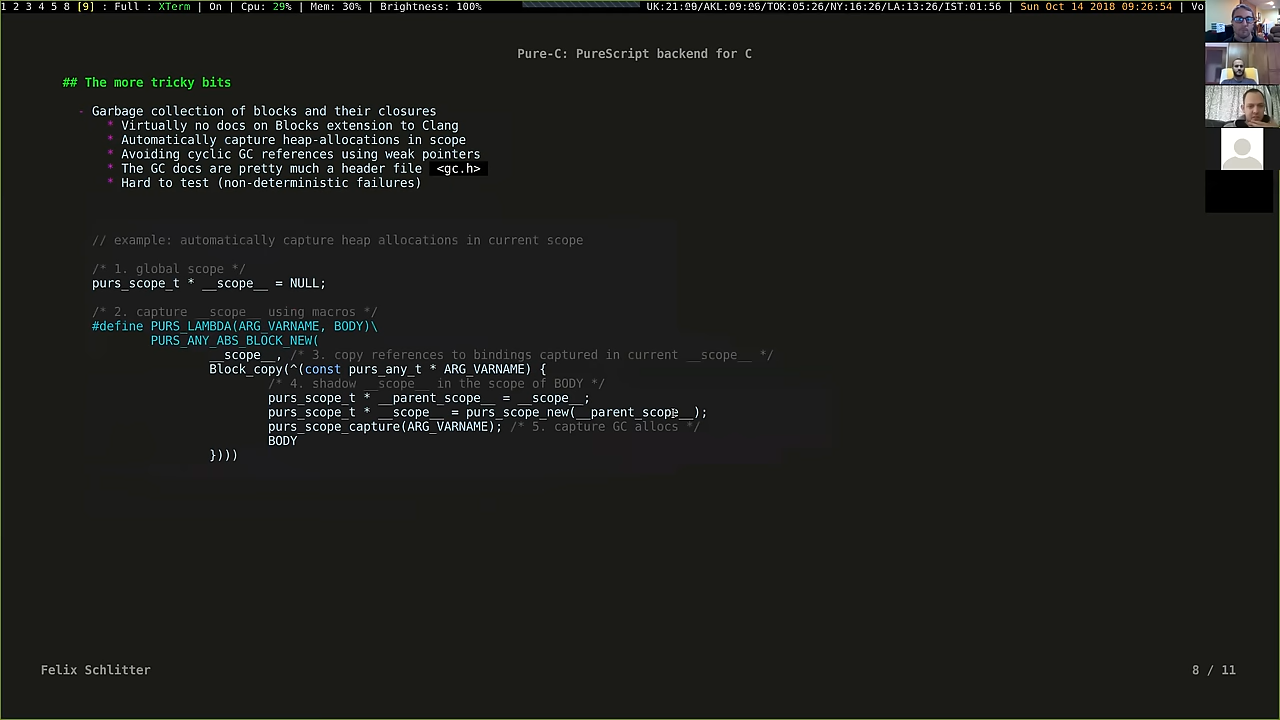 1 2 3 4 5 8 [9] : Full : XTerm | On | Cpu: 29% | Mem: 30% | Brightness: 100% UK:21:26/AKL:09:26/TOK:05:26/NY:16:26/LA:13:26/IST:01:56 | Sun Oct 14 2018 09:26:54 | Vo
Pure-C: PureScript backend for C
## The more tricky bits
- Garbage collection of blocks and their closures
* Virtually no docs on Blocks extension to Clang
* Automatically capture heap-allocations in scope
* Avoiding cyclic GC references using weak pointers
* The GC docs are pretty much a header file <gc.h>
* Hard to test (non-deterministic failures)
// example: automatically capture heap allocations in current scope
/* 1. global scope */
purs_scope_t * __scope__ = NULL;
/* 2. capture __scope__ using macros */
#define PURS_LAMBDA(ARG_VARNAME, BODY)\
PURS_ANY_ABS_BLOCK_NEW(
__scope__, /* 3. copy references to bindings captured in current __scope__ */
Block_copy(^(const purs_any_t * ARG_VARNAME) {
/* 4. shadow __scope__ in the scope of BODY */
purs_scope_t * __parent_scope__ = __scope__;
purs_scope_t * __scope__ = purs_scope_new(__parent_scope__);
purs_scope_capture(ARG_VARNAME); /* 5. capture GC allocs */
BODY
})))
Felix Schlitter
8 / 11